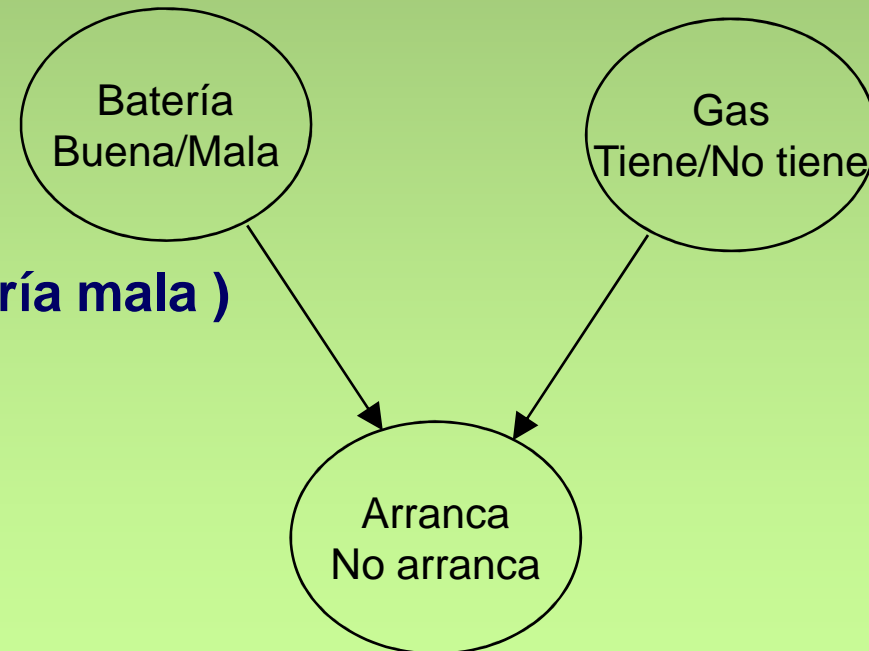 Batería
Buena/Mala
Gas
Tiene/No tiene
ría mala )
Arranca
No arranca